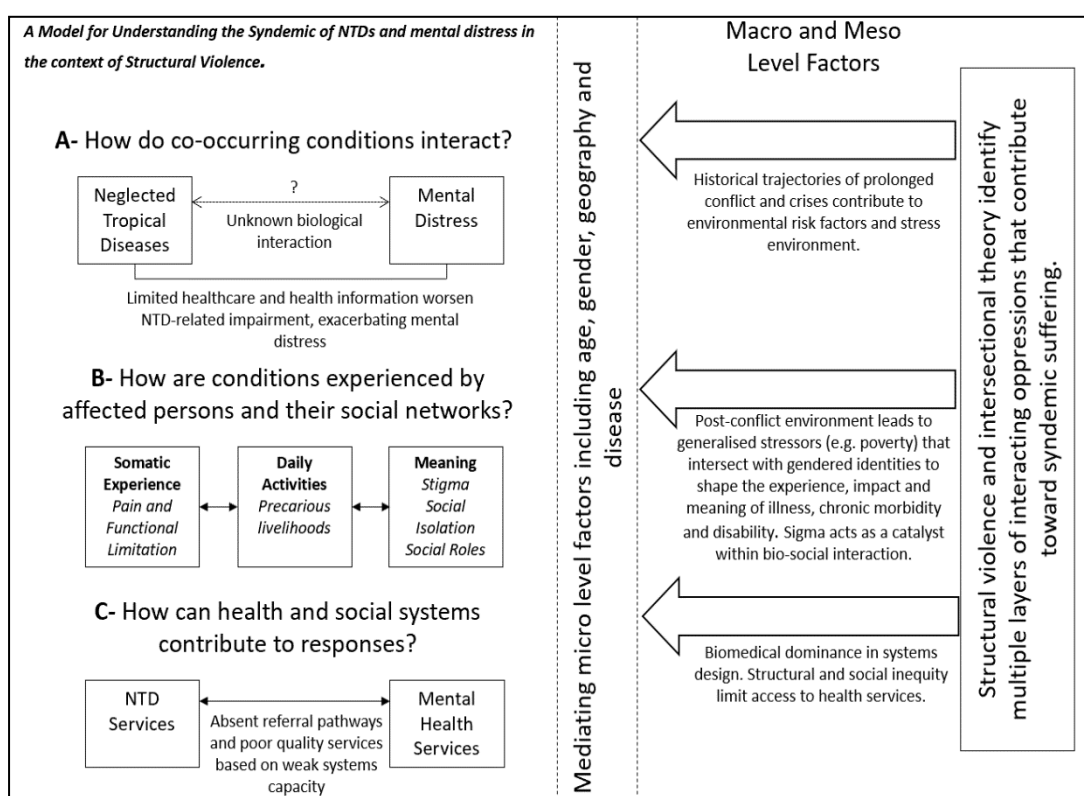 A Model for Understanding the Syndemic of NTDs and mental distress in
the context of Structural Violence.
A- How do co-occurring conditions interact?
Neglected
Tropical
Diseases
?
Unknown biological
interaction
Mental
Distress
Limited healthcare and health information worsen
NTD-related impairment, exacerbating mental
distress
B- How are conditions experienced by
affected persons and their social networks?
Somatic
Experience
Pain and
Functional
Limitation
Daily
Activities
Precarious
livelihoods
Meaning
Stigma
Social
Isolation
Social Roles
C- How can health and social systems
contribute to responses?
NTD
Services
Absent referral pathways
and poor quality services
based on weak systems
capacity
Mental
Health
Services
Mediating micro level factors including age, gender, geography and
disease
Macro and Meso
Level Factors
Historical trajectories of prolonged
conflict and crises contribute to
environmental risk factors and stress
environment.
Post-conflict environment leads to
generalised stressors (e.g. poverty) that
intersect with gendered identities to
shape the experience, impact and
meaning of illness, chronic morbidity
and disability. Sigma acts as a catalyst
within bio-social interaction.
Biomedical dominance in systems
design. Structural and social inequity
limit access to health services.
Structural violence and intersectional theory identify
multiple layers of interacting oppressions that contribute
toward syndemic suffering.